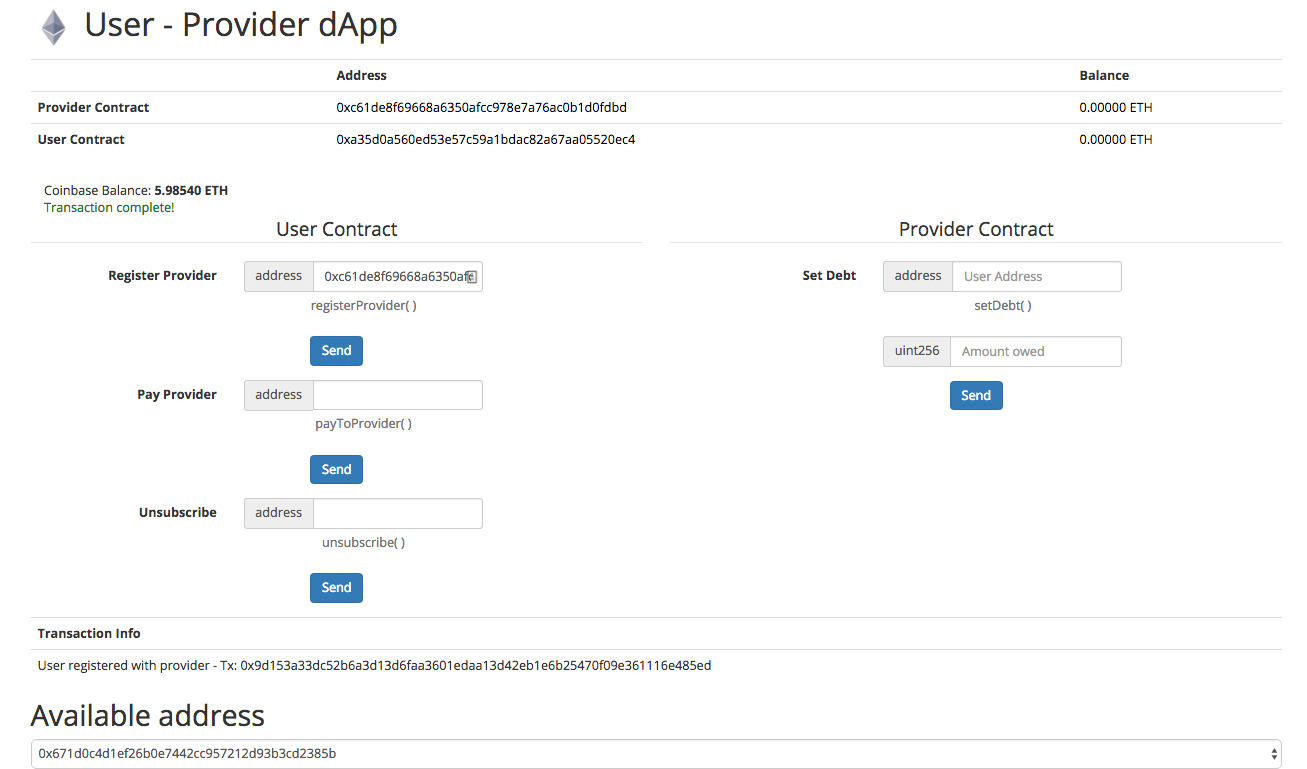 User - Provider dApp
Address Balance
Provider Contract 0xc61de8f69668a6350afcc978e7a76ac0b1d0fdbd 0.00000 ETH
User Contract 0xa35d0a560ed53e57c59a1bdac82a67aa05520ec4 0.00000 ETH
Coinbase Balance: 5.98540 ETH
Transaction complete!
User Contract Provider Contract
Register Provider address 0xc61de8f69668a6350af Set Debt address User Address
registerProvider( ) setDebt( )
Send uint256 Amount owed
Pay Provider address Send
payToProvider( )
Send
Unsubscribe address
unsubscribe( )
Send
Transaction Info
User registered with provider - Tx: 0x9d153a33dc52b6a3d13d6faa3601edaa13d42eb1e6b25470f09e361116e485ed
Available address
0x671d0c4d1ef26b0e7442cc957212d93b3cd2385b